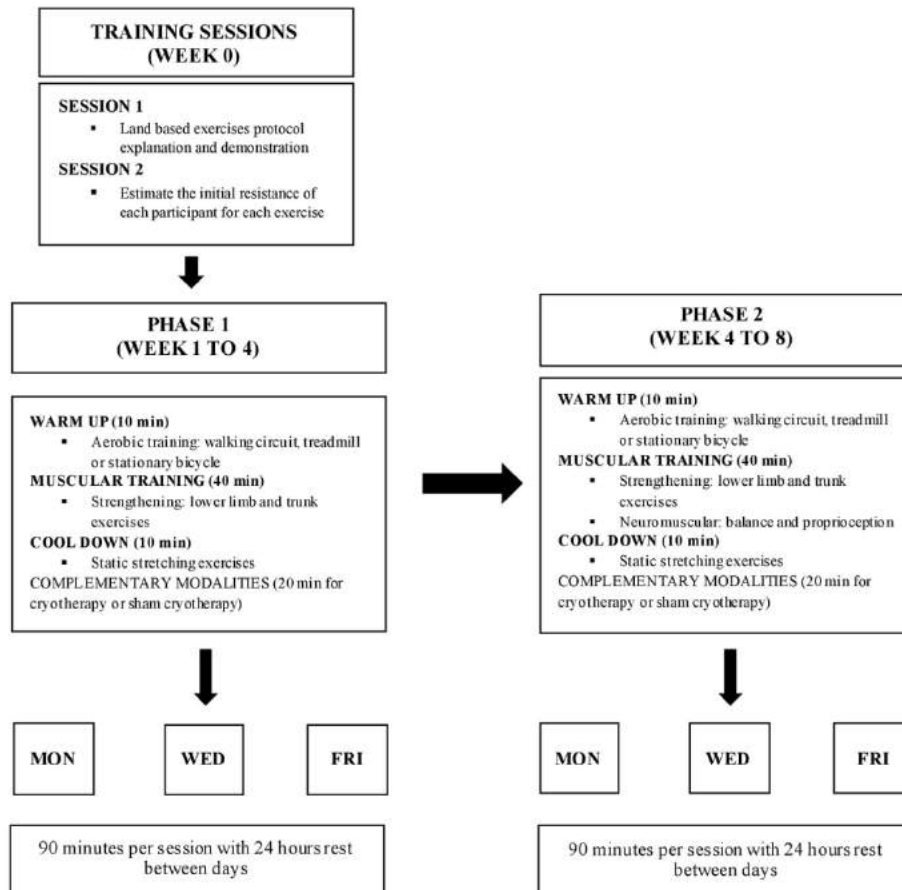 TRAINING SESSIONS
(WEEK 0)
SESSION 1
▪ Land based exercises protocol
explanation and demonstration
SESSION 2
▪ Estimate the initial resistance of
each participant for each exercise
PHASE 1
(WEEK 1 TO 4)
WARM UP (10 min)
▪ Aerobic training: walking circuit, treadmill
or stationary bicycle
MUSCULAR TRAINING (40 min)
▪ Strengthening: lower limb and trunk
exercises
COOL DOWN (10 min)
▪ Static stretching exercises
COMPLEMENTARY MODALITIES (20 min for
cryotherapy or sham cryotherapy)
MON
WED
FRI
90 minutes per session with 24 hours rest
between days
PHASE 2
(WEEK 4 TO 8)
WARM UP (10 min)
▪ Aerobic training: walking circuit, treadmill
or stationary bicycle
MUSCULAR TRAINING (40 min)
▪ Strengthening: lower limb and trunk
exercises
▪ Neuromuscular: balance and proprioception
COOL DOWN (10 min)
▪ Static stretching exercises
COMPLEMENTARY MODALITIES (20 min for
cryotherapy or sham cryotherapy)
MON
WED
FRI
90 minutes per session with 24 hours rest
between days